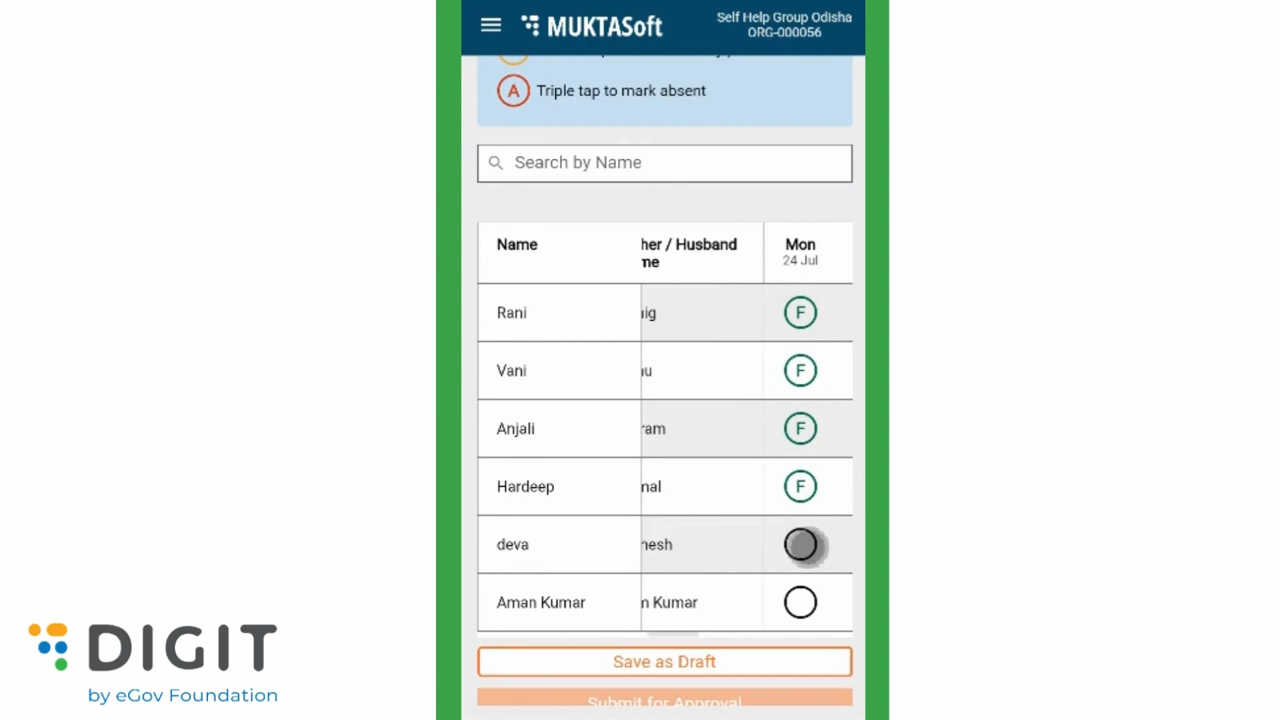 MUKTASoft
Self Help Group Odisha
ORG-000056
A Triple tap to mark absent
Search by Name
Name
her / Husband
me
Mon
24 Jul
Rani
ig
F
Vani
u
F
Anjali
ram
F
Hardeep
nal
F
deva
nesh
Aman Kumar
n Kumar
Save as Draft
Submit for Approval
DIGIT
by eGov Foundation